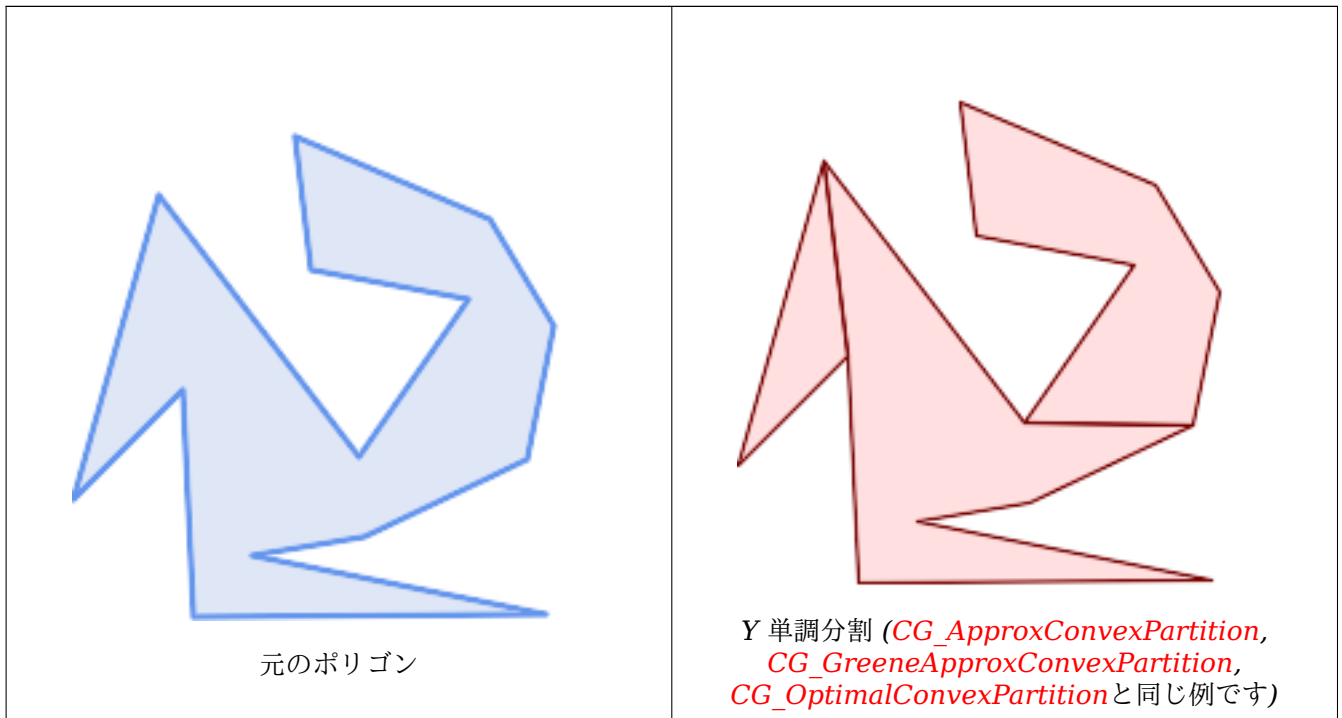 元のポリゴン
Y 単調分割 (CG_ApproxConvexPartition,
CG_GreeneApproxConvexPartition,
CG_OptimalConvexPartitionと同じ例です)